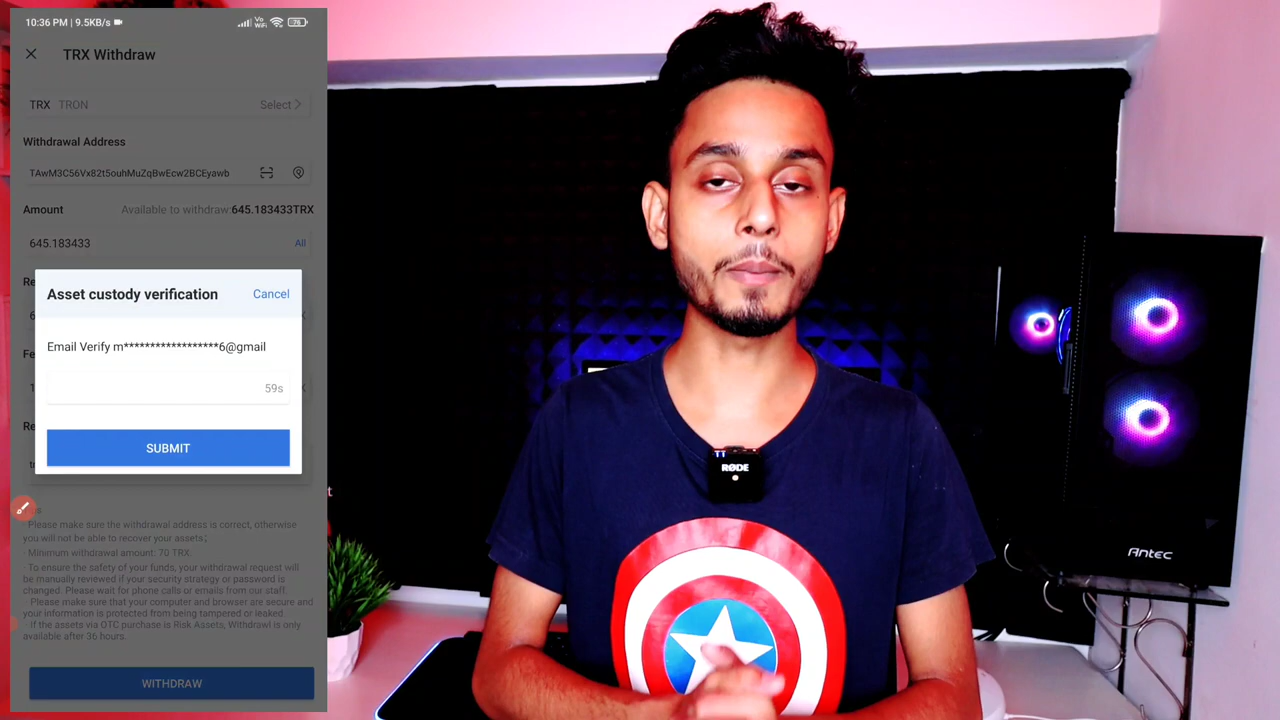 10:36 PM | 9.5KB/s
Vo
WiFi
76
TRX Withdraw
TRX TRON
Select
Withdrawal Address
TAwM3C56Vx82t5ouhMuZqBwEcw2BCEyawb
Amount
Available to withdraw:645.183433TRX
645.183433
All
Re
Asset custody verification
Cancel
Email Verify m******************6@gmail
59s
Fe
SUBMIT
Re
Please make sure the withdrawal address is correct, otherwise
you will not be able to recover your assets;
· Minimum withdrawal amount: 70 TRX.
To ensure the safety of your funds, your withdrawal request will
be manually reviewed if your security strategy or password is
changed. Please wait for phone calls or emails from our staff.
Please make sure that your computer and browser are secure and
your information is protected from being tampered or leaked.
· If the assets via OTC purchase is Risk Assets, Withdrawl is only
available after 36 hours.
WITHDRAW
RØDE
Antec